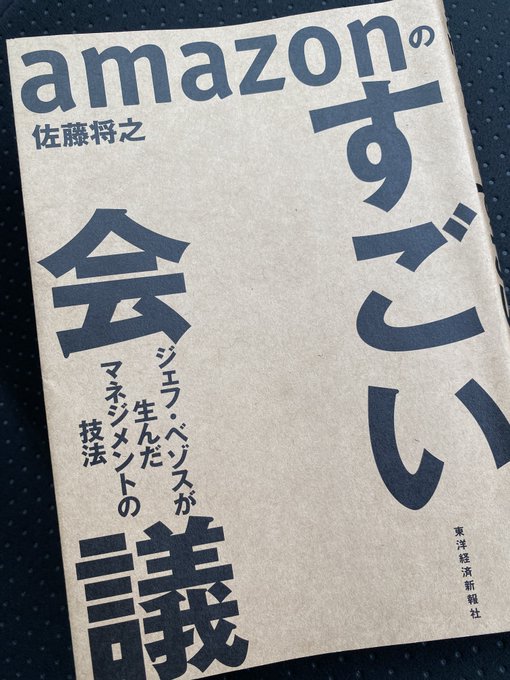 amazonの
すごい
会議
佐藤将之
ジェフ・ベゾスが
生んだ
マネジメントの
技法
東洋経済新報社